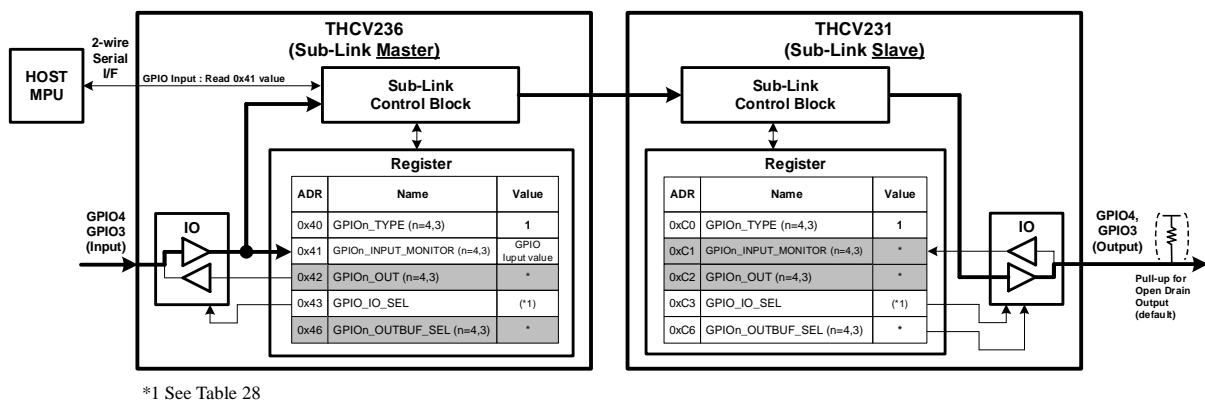 THCV236
(Sub-Link Master)
THCV231
(Sub-Link Slave)
2-wire
Serial
I/F
HOST
MPU
GPIO Input : Read 0x41 value
Sub-Link
Control Block
Sub-Link
Control Block
Register
ADR Name Value
0x40 GPIOn_TYPE (n=4,3) 1
0x41 GPIOn_INPUT_MONITOR (n=4,3) GPIO Iuput value
0x42 GPIOn_OUT (n=4,3) *
0x43 GPIO_IO_SEL (*1)
0x46 GPIOn_OUTBUF_SEL (n=4,3) *
GPIO4
GPIO3
(Input)
IO
Register
ADR Name Value
0xC0 GPIOn_TYPE (n=4,3) 1
0xC1 GPIOn_INPUT_MONITOR (n=4,3) *
0xC2 GPIOn_OUT (n=4,3) *
0xC3 GPIO_IO_SEL (*1)
0xC6 GPIOn_OUTBUF_SEL (n=4,3) *
IO
GPIO4,
GPIO3
(Output)
Pull-up for
Open Drain
Output
(default)
*1 See Table 28